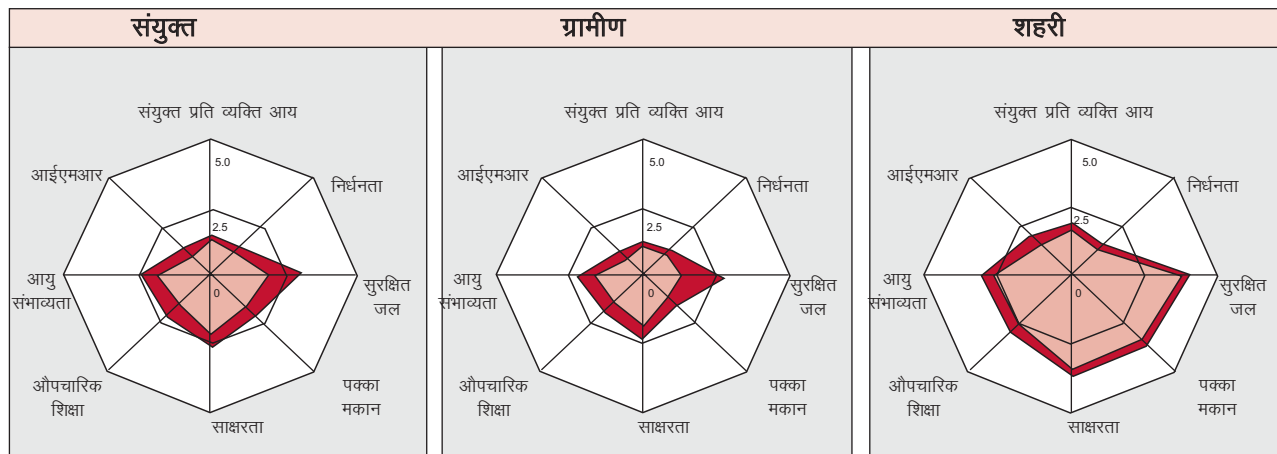 संयुक्त
ग्रामीण
शहरी
संयुक्त प्रति व्यक्ति आय
5.0
आईएमआर
निर्धनता
2.5
आयु
संभाव्यता
0
सुरक्षित
जल
औपचारिक
शिक्षा
पक्का
मकान
साक्षरता
संयुक्त प्रति व्यक्ति आय
5.0
आईएमआर
निर्धनता
2.5
आयु
संभाव्यता
0
सुरक्षित
जल
औपचारिक
शिक्षा
पक्का
मकान
साक्षरता
संयुक्त प्रति व्यक्ति आय
5.0
आईएमआर
निर्धनता
2.5
आयु
संभाव्यता
0
सुरक्षित
जल
औपचारिक
शिक्षा
पक्का
मकान
साक्षरता